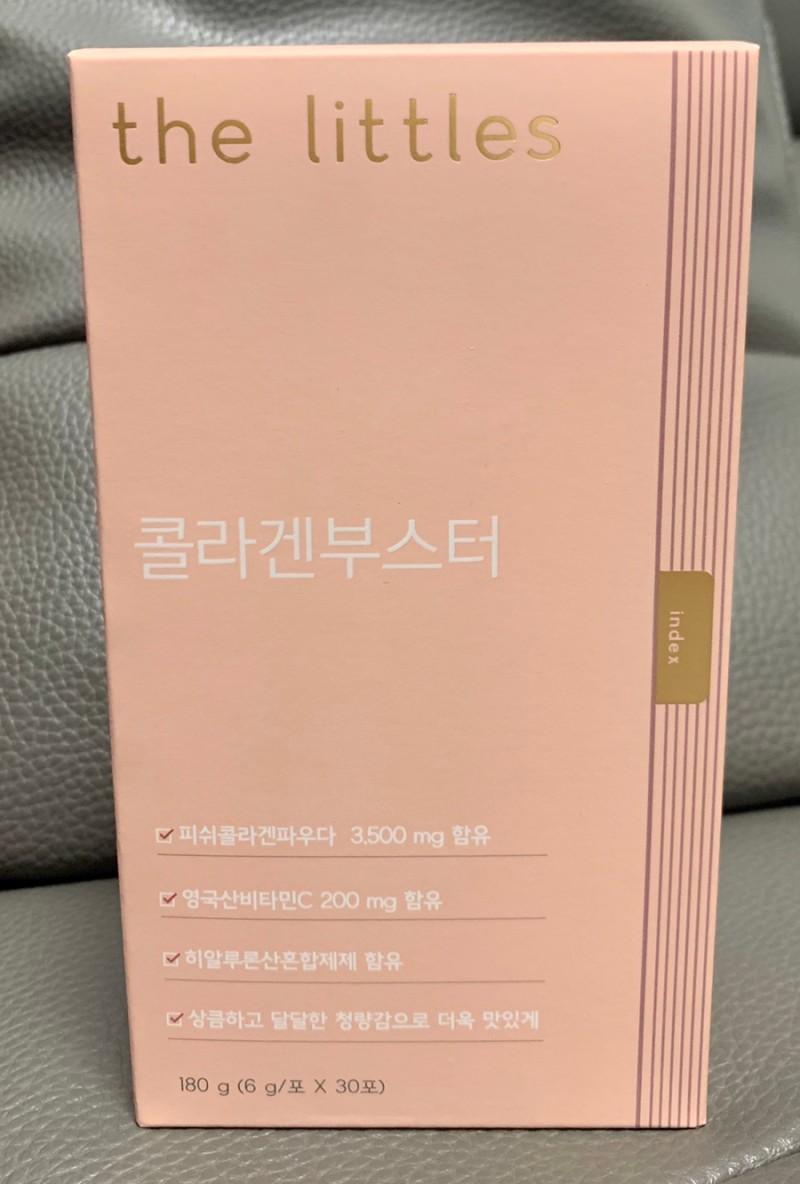 the littles
콜라겐부스터
index
피쉬콜라겐파우다 3,500 mg 함유
영국산비타민C 200 mg 함유
히알루론산혼합제제 함유
상큼하고 달달한 청량감으로 더욱 맛있게
180 g (6 g/포 X 30포)